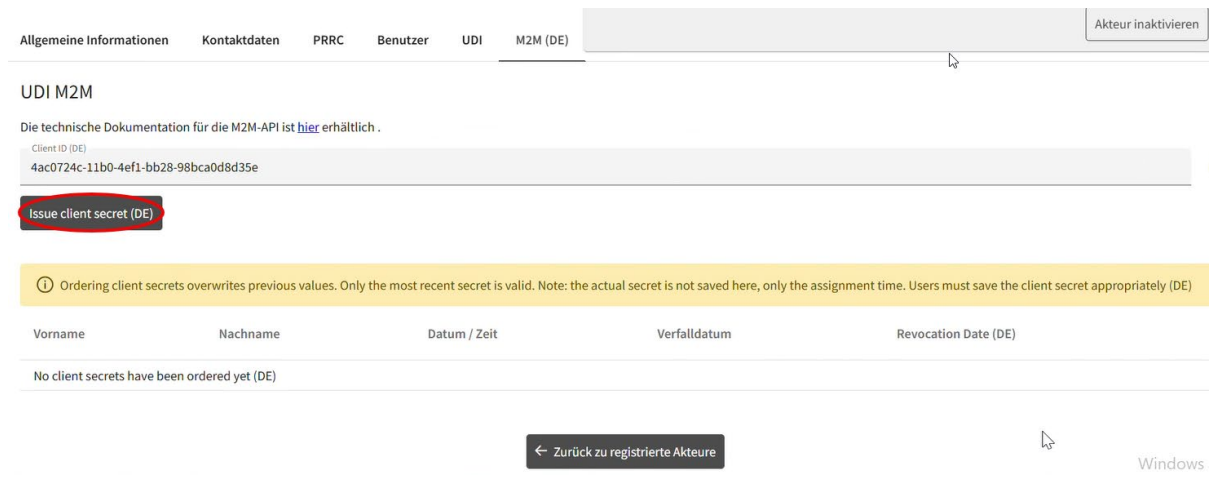 Akteur inaktivieren
Allgemeine Informationen Kontaktdaten PRRC Benutzer UDI M2M (DE)
UDI M2M
Die technische Dokumentation für die M2M-API ist hier erhältlich .
Client ID (DE)
4ac0724c-11b0-4ef1-bb28-98bca0d8d35e
Issue client secret (DE)
Ordering client secrets overwrites previous values. Only the most recent secret is valid. Note: the actual secret is not saved here, only the assignment time. Users must save the client secret appropriately (DE)
Vorname Nachname Datum / Zeit Verfalldatum Revocation Date (DE)
No client secrets have been ordered yet (DE)
← Zurück zu registrierte Akteure
Windows